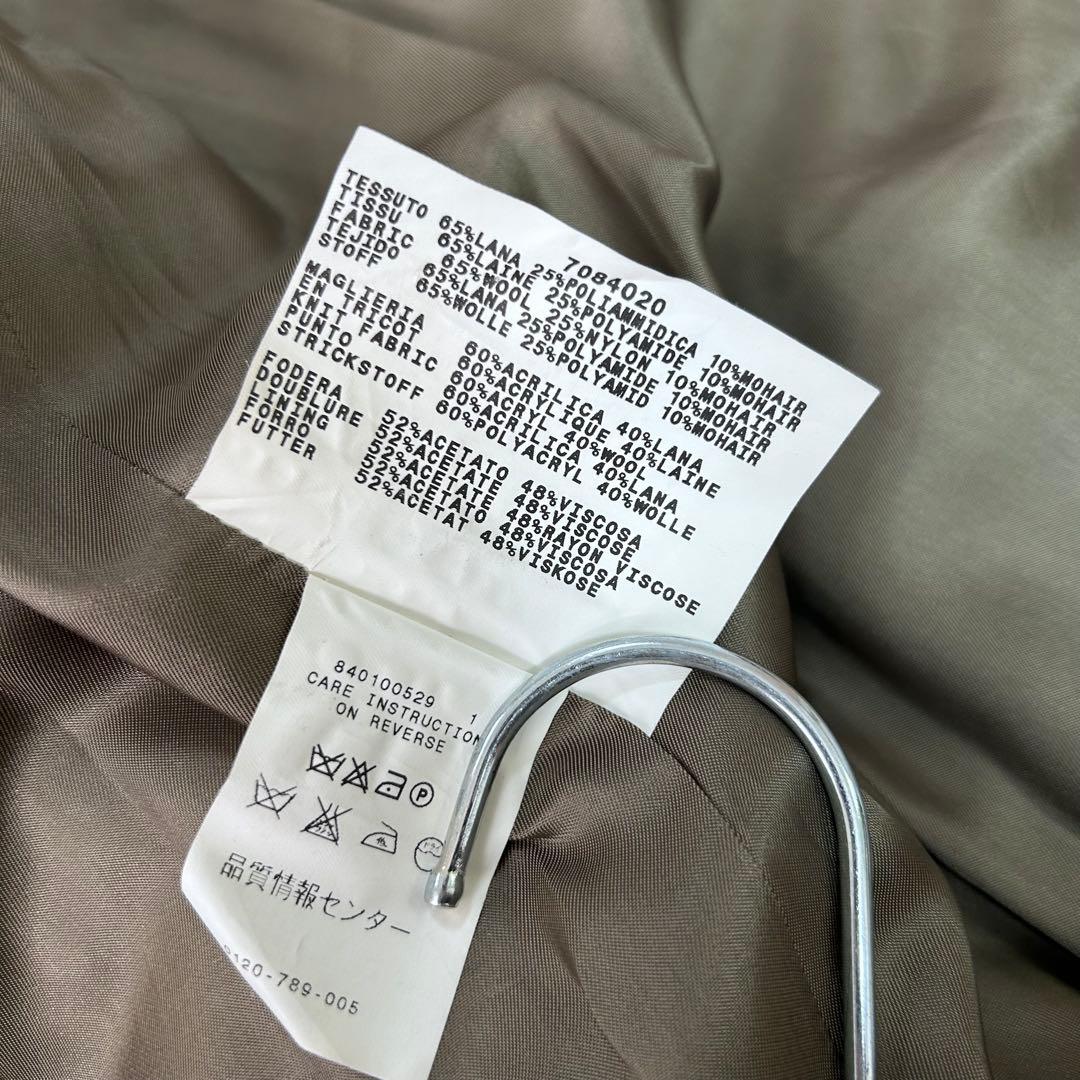 7084020
TESSUTO 65%LANA 25%POLIAMMIDICA 10%MOHAIR
TISSU 65%LAINE 25%POLYAMIDE 10%MOHAIR
FABRIC 65%WOOL 25%NYLON 10%MOHAIR
TEJIDO 65%LANA 25%POLYAMIDE 10%MOHAIR
STOFF 65%WOLLE 25%POLYAMID 10%MOHAIR
MAGLIERIA 60%ACRILICA 40%LANA
EN TRICOT 60%ACRYLIQUE 40%LAINE
KNIT FABRIC 60%ACRYL 40%WOOL
PUNTO 60%ACRILICA 40%LANA
STRICKSTOFF 60%POLYACRYL 40%WOLLE
FODERA 52%ACETATO 48%VISCOSA
DOUBLURE 52%ACETATE 48%VISCOSE
LINING 52%ACETATE 48%RAYON VISCOSE
FORRO 52%ACETATO 48%VISCOSA
FUTTER 52%ACETAT 48%VISKOSE
840100529 1
CARE INSTRUCTION
ON REVERSE
P
品質情報センター
0120-789-005